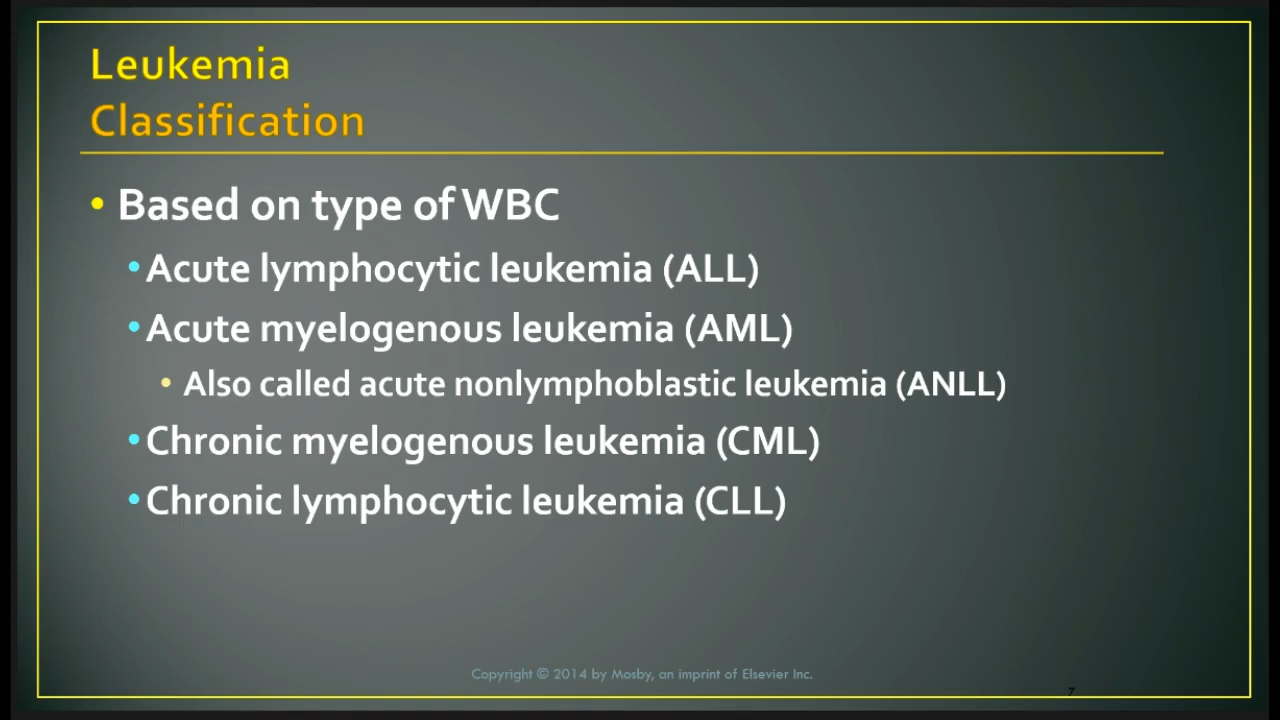 Leukemia
Classification
• Based on type of WBC
• Acute lymphocytic leukemia (ALL)
• Acute myelogenous leukemia (AML)
• Also called acute nonlymphoblastic leukemia (ANLL)
• Chronic myelogenous leukemia (CML)
• Chronic lymphocytic leukemia (CLL)
Copyright © 2014 by Mosby, an imprint of Elsevier Inc.
7